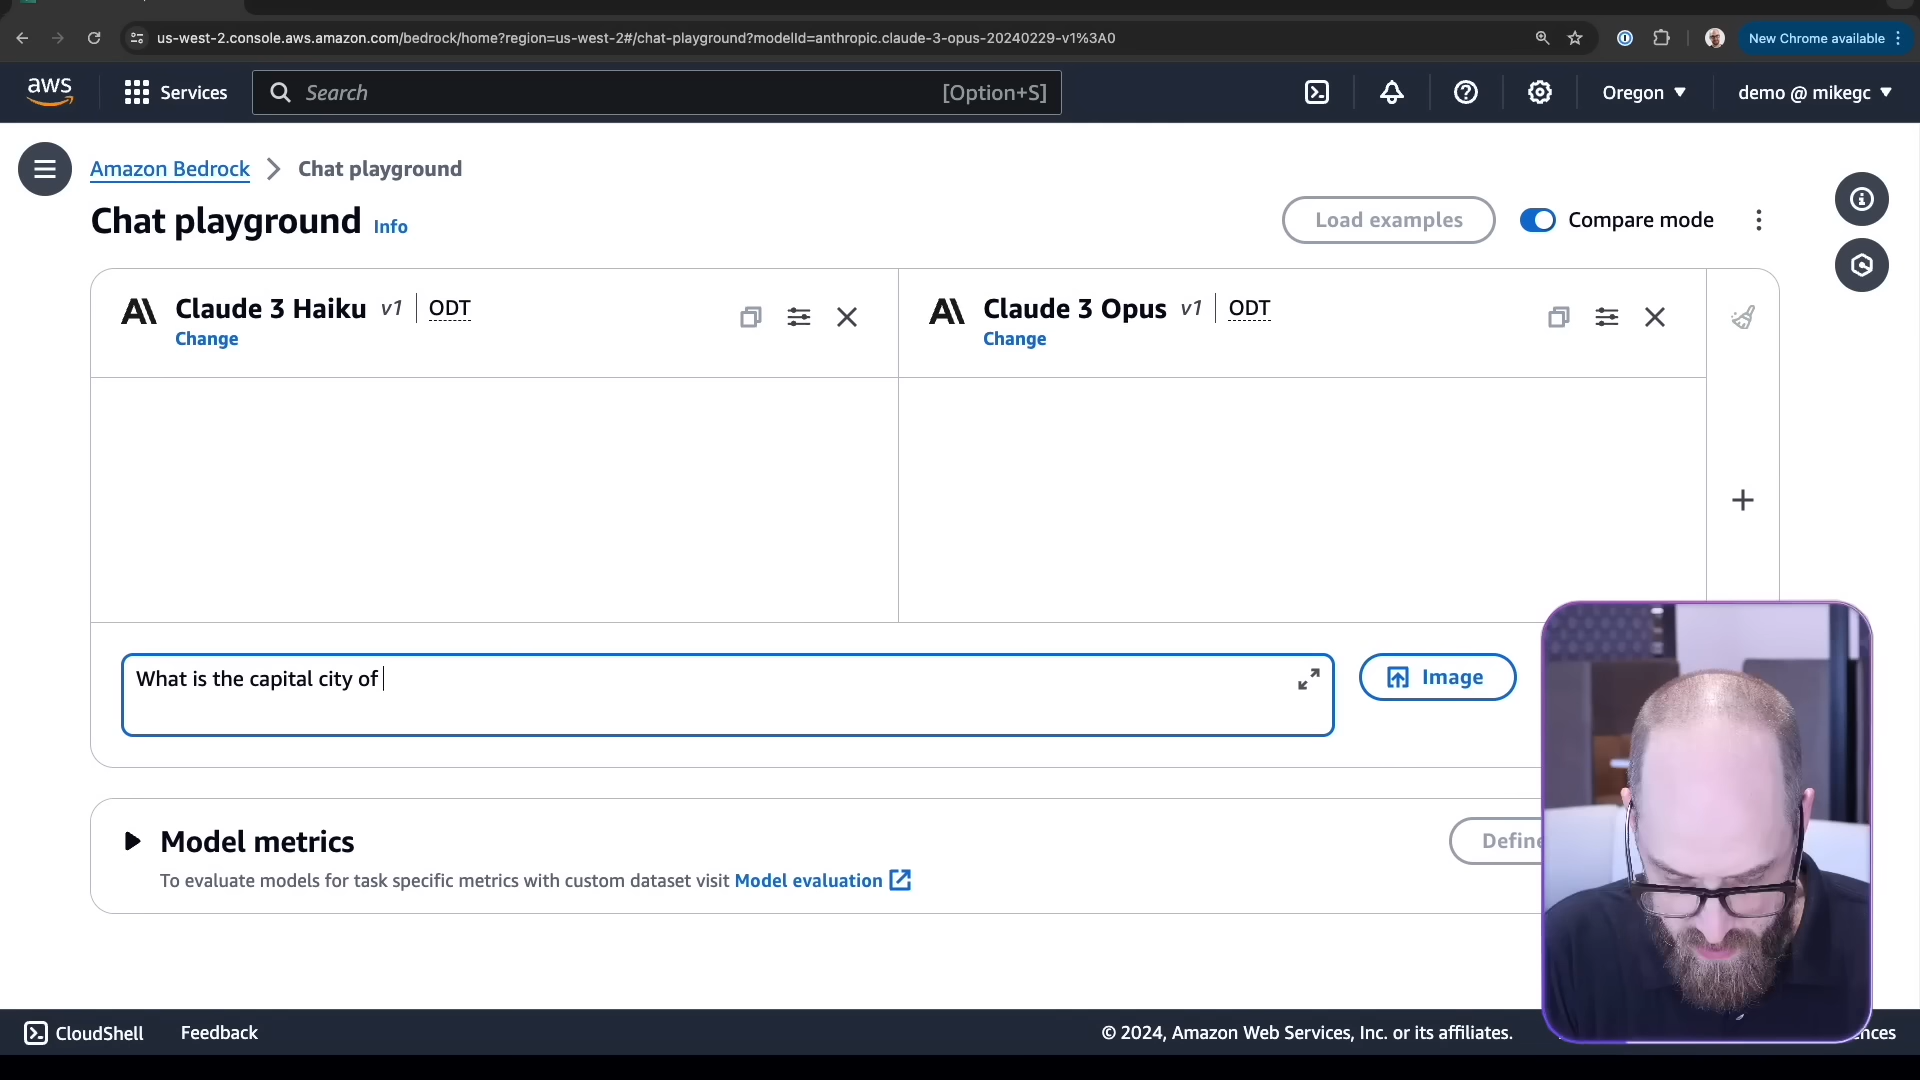 us-west-2.console.aws.amazon.com/bedrock/home?region=us-west-2#/chat-playground?modelId=anthropic.claude-3-opus-20240229-v1%3A0
New Chrome available
aws
Services
Search
[Option+S]
Oregon
demo @ mikegc
Amazon Bedrock
Chat playground
Chat playground
Info
Load examples
Compare mode
Claude 3 Haiku v1 ODT
Change
Claude 3 Opus v1 ODT
Change
What is the capital city of
Image
Model metrics
Define
To evaluate models for task specific metrics with custom dataset visit Model evaluation
CloudShell
Feedback
© 2024, Amazon Web Services, Inc. or its affiliates.